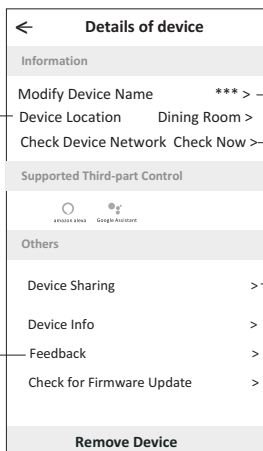 ← Details of device
Information
Modify Device Name *** >
Device Location Dining Room >
Check Device Network Check Now >
Supported Third-part Control
amazon alexa Google Assistant
Others
Device Sharing >
Device Info >
Feedback >
Check for Firmware Update >
Remove Device